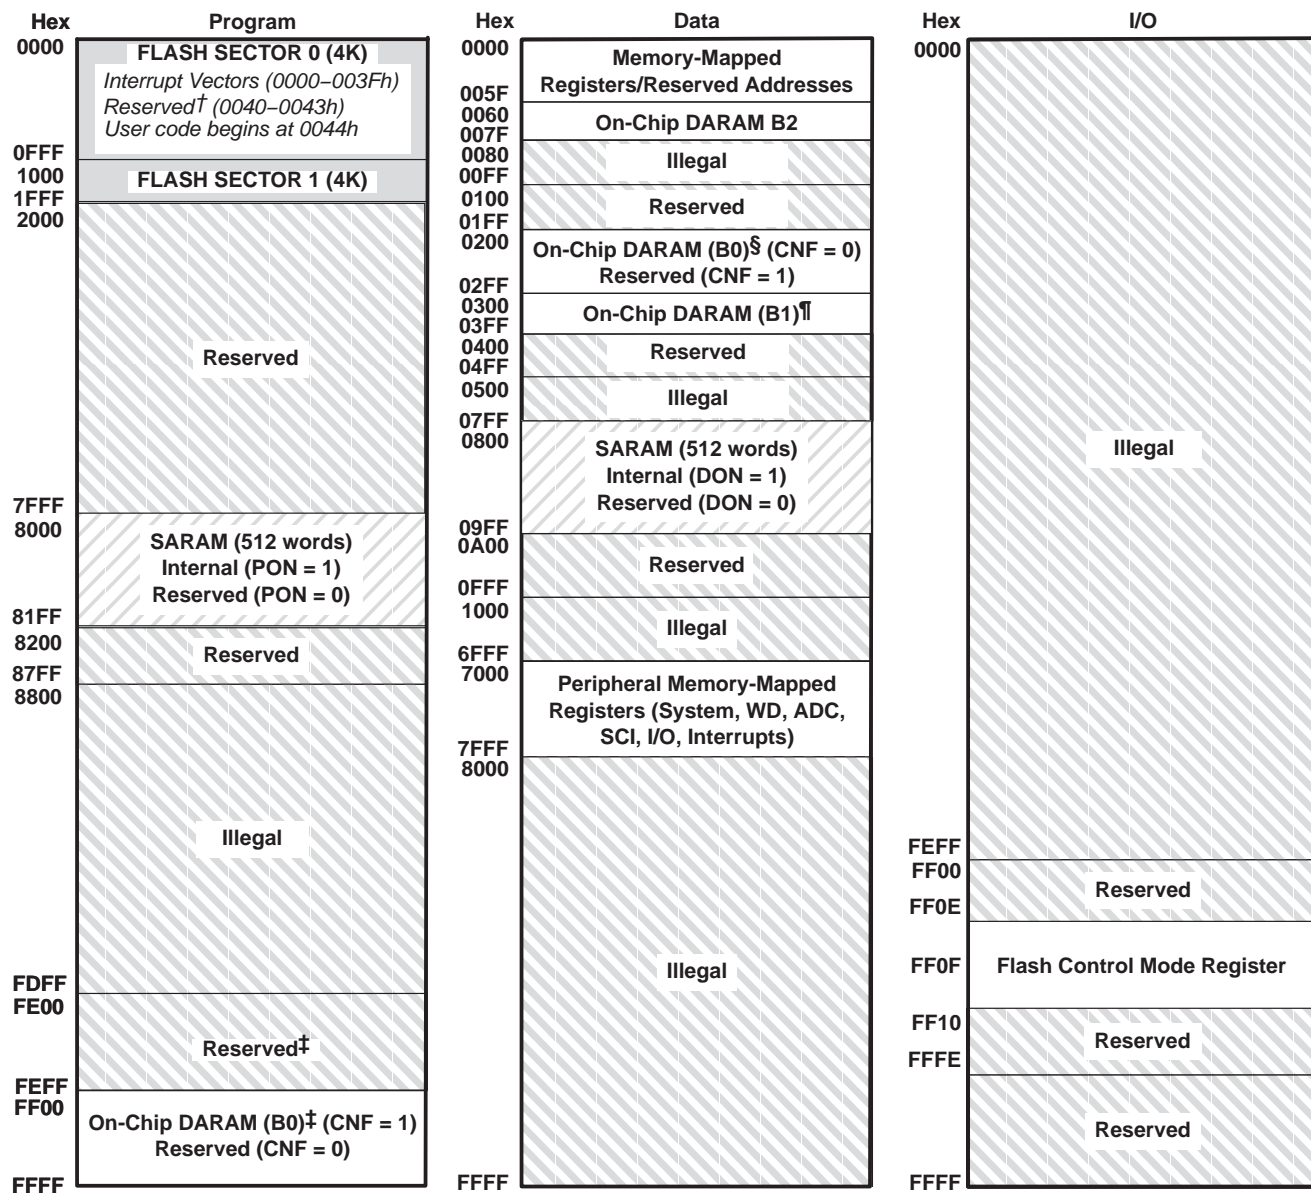 Hex Program
0000
FLASH SECTOR 0 (4K)
Interrupt Vectors (0000–003Fh)
Reserved† (0040–0043h)
User code begins at 0044h
0FFF
1000
FLASH SECTOR 1 (4K)
1FFF
2000
Reserved
7FFF
8000
SARAM (512 words)
Internal (PON = 1)
Reserved (PON = 0)
81FF
8200
Reserved
87FF
8800
Illegal
FDFF
FE00
Reserved‡
FEFF
FF00
On-Chip DARAM (B0)‡ (CNF = 1)
Reserved (CNF = 0)
FFFF
Hex Data
0000
Memory-Mapped
Registers/Reserved Addresses
005F
0060
On-Chip DARAM B2
007F
0080
Illegal
00FF
0100
Reserved
01FF
0200
On-Chip DARAM (B0)§ (CNF = 0)
Reserved (CNF = 1)
02FF
0300
On-Chip DARAM (B1)¶
03FF
0400
Reserved
04FF
0500
Illegal
07FF
0800
SARAM (512 words)
Internal (DON = 1)
Reserved (DON = 0)
09FF
0A00
Reserved
0FFF
1000
Illegal
6FFF
7000
Peripheral Memory-Mapped
Registers (System, WD, ADC,
SCI, I/O, Interrupts)
7FFF
8000
Illegal
FFFF
Hex I/O
0000
Illegal
FEFF
FF00
Reserved
FF0E
FF0F Flash Control Mode Register
FF10
Reserved
FFFE
Reserved
FFFF